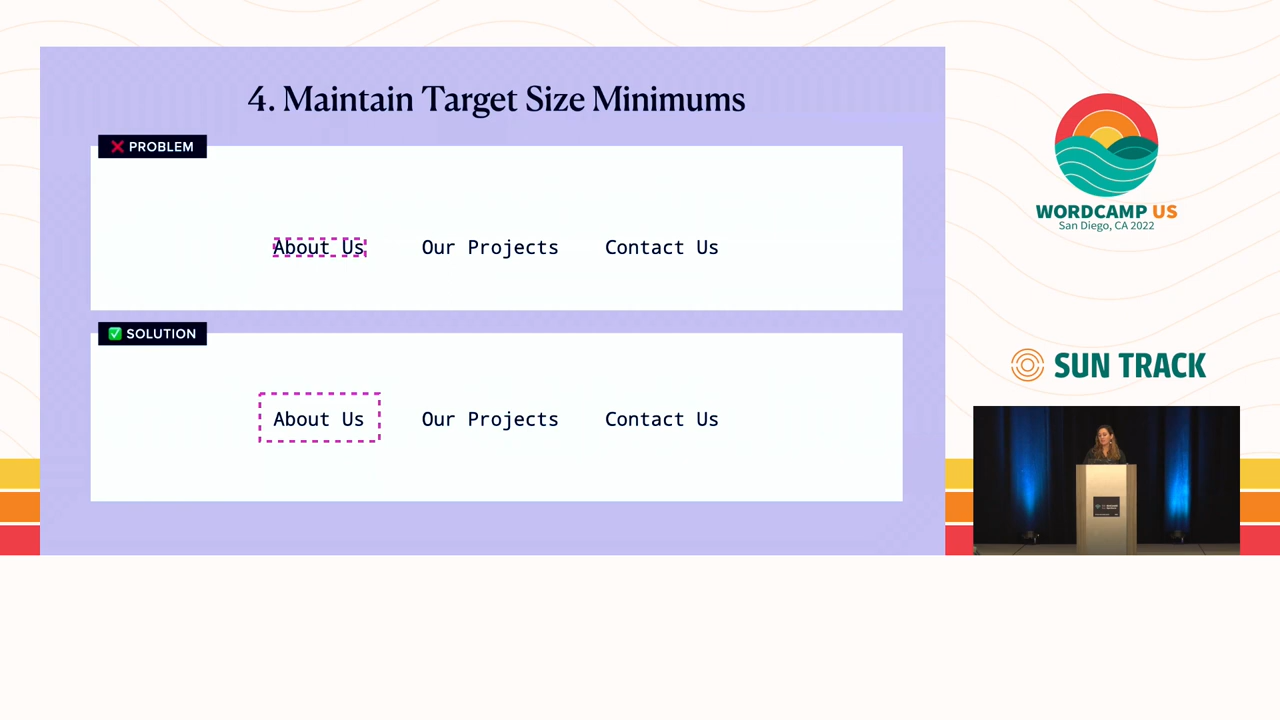 4. Maintain Target Size Minimums
❌ PROBLEM
About Us Our Projects Contact Us
✅ SOLUTION
About Us Our Projects Contact Us
WORDCAMP US
San Diego, CA 2022
SUN TRACK